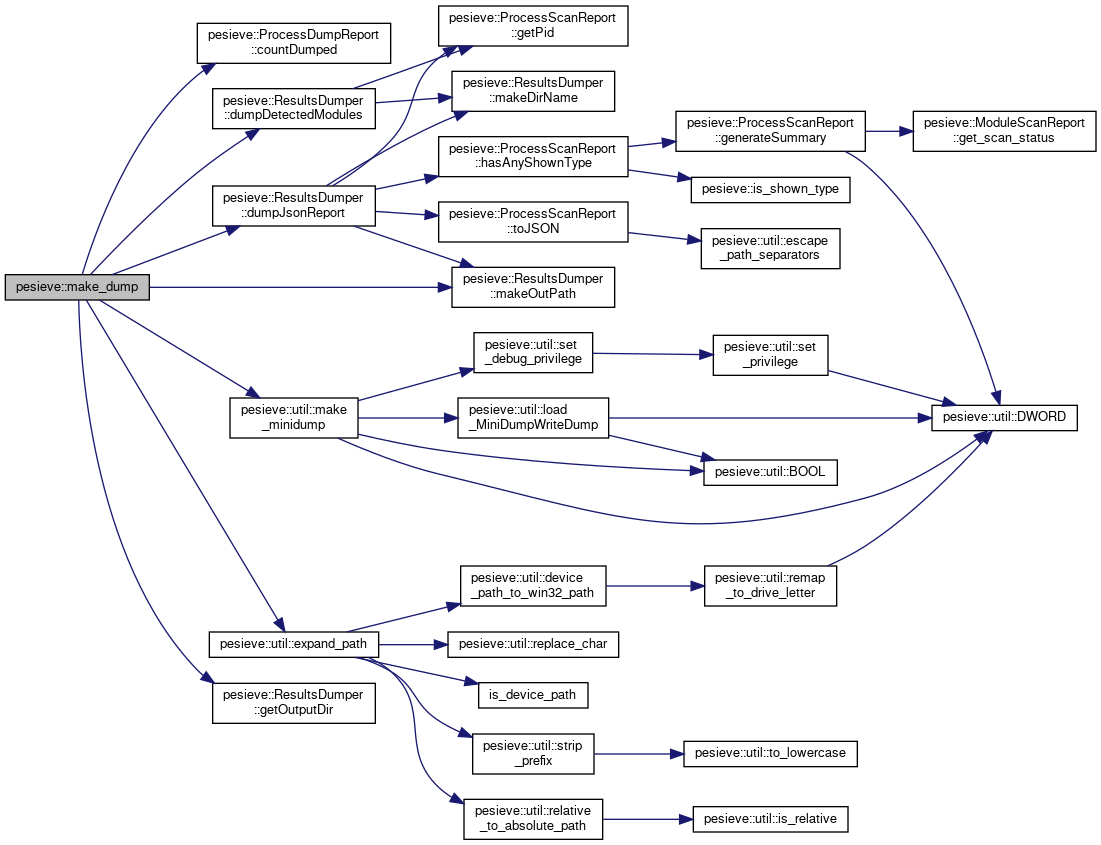 pesieve::make_dump
pesieve::ProcessDumpReport
::countDumped
pesieve::ResultsDumper
::dumpDetectedModules
pesieve::ResultsDumper
::dumpJsonReport
pesieve::util::make
_minidump
pesieve::util::expand_path
pesieve::ResultsDumper
::getOutputDir
pesieve::ProcessScanReport
::getPid
pesieve::ResultsDumper
::makeDirName
pesieve::ProcessScanReport
::hasAnyShownType
pesieve::ProcessScanReport
::toJSON
pesieve::ResultsDumper
::makeOutPath
pesieve::util::set
_debug_privilege
pesieve::util::load
_MiniDumpWriteDump
pesieve::util::device
_path_to_win32_path
pesieve::util::replace_char
is_device_path
pesieve::util::strip
_prefix
pesieve::util::relative
_to_absolute_path
pesieve::ProcessScanReport
::generateSummary
pesieve::is_shown_type
pesieve::util::escape
_path_separators
pesieve::util::set
_privilege
pesieve::util::BOOL
pesieve::util::remap
_to_drive_letter
pesieve::util::to_lowercase
pesieve::util::is_relative
pesieve::ModuleScanReport
::get_scan_status
pesieve::util::DWORD